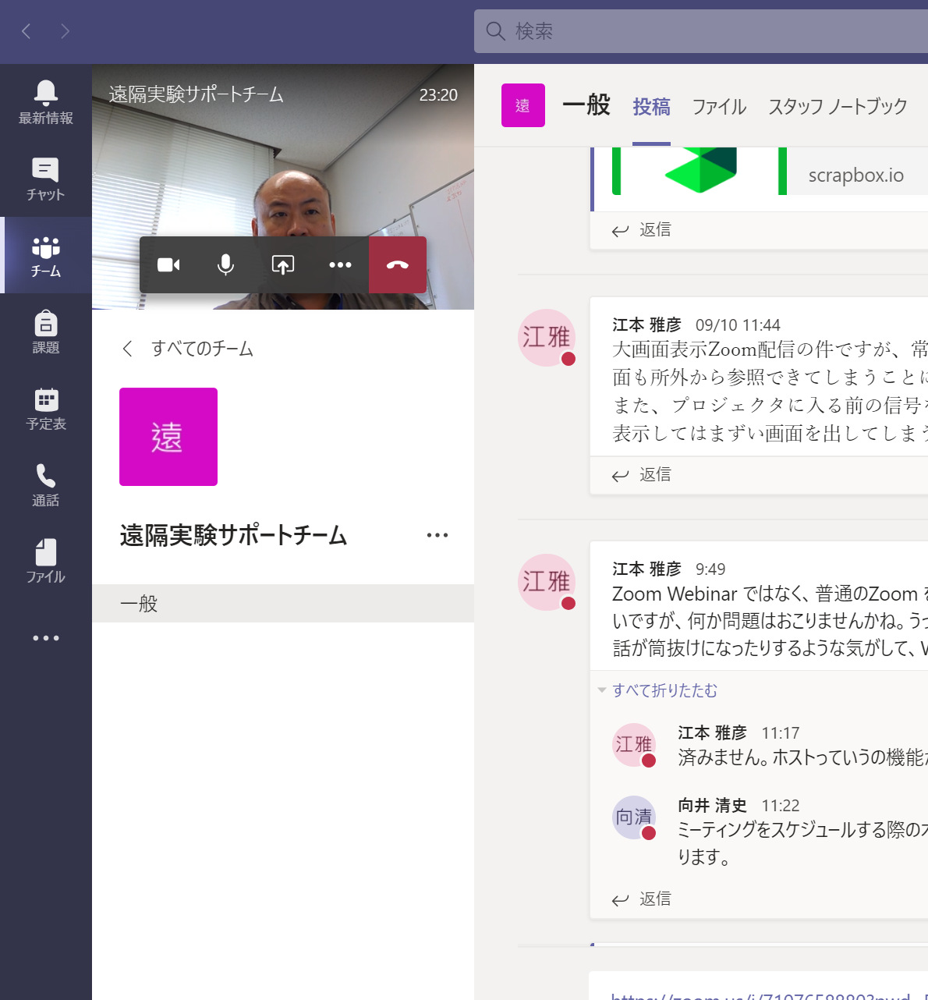 検索
最新情報
チャット
チーム
課題
予定表
通話
ファイル
遠隔実験サポートチーム
23:20
すべてのチーム
遠
遠隔実験サポートチーム
一般
遠
一般 投稿 ファイル スタッフ ノートブック
scrapbox.io
返信
江雅
江本 雅彦 09/10 11:44
大画面表示Zoom配信の件ですが、常
面も所外から参照できてしまうことに
また、プロジェクタに入る前の信号を
表示してはまずい画面を出してしまう
返信
江雅
江本 雅彦 9:49
Zoom Webinar ではなく、普通のZoom を
いですが、何か問題はおこりませんかね。うっ
話が筒抜けになったりするような気がして、W
すべて折りたたむ
江雅
江本 雅彦 11:17
済みません。ホストっていうの機能が
向清
向井 清史 11:22
ミーティングをスケジュールする際のオ
ります。
返信